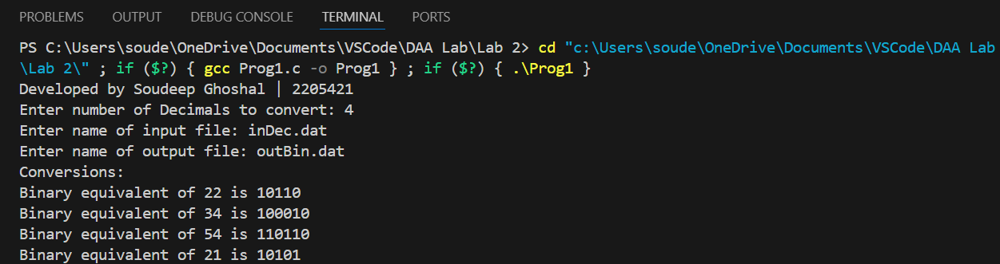 PROBLEMS OUTPUT DEBUG CONSOLE TERMINAL PORTS
PS C:\Users\soude\OneDrive\Documents\VSCode\DAA Lab\Lab 2> cd "c:\Users\soude\OneDrive\Documents\VSCode\DAA Lab
\Lab 2\" ; if ($?) { gcc Prog1.c -o Prog1 } ; if ($?) { .\Prog1 }
Developed by Soudeep Ghoshal | 2205421
Enter number of Decimals to convert: 4
Enter name of input file: inDec.dat
Enter name of output file: outBin.dat
Conversions:
Binary equivalent of 22 is 10110
Binary equivalent of 34 is 100010
Binary equivalent of 54 is 110110
Binary equivalent of 21 is 10101